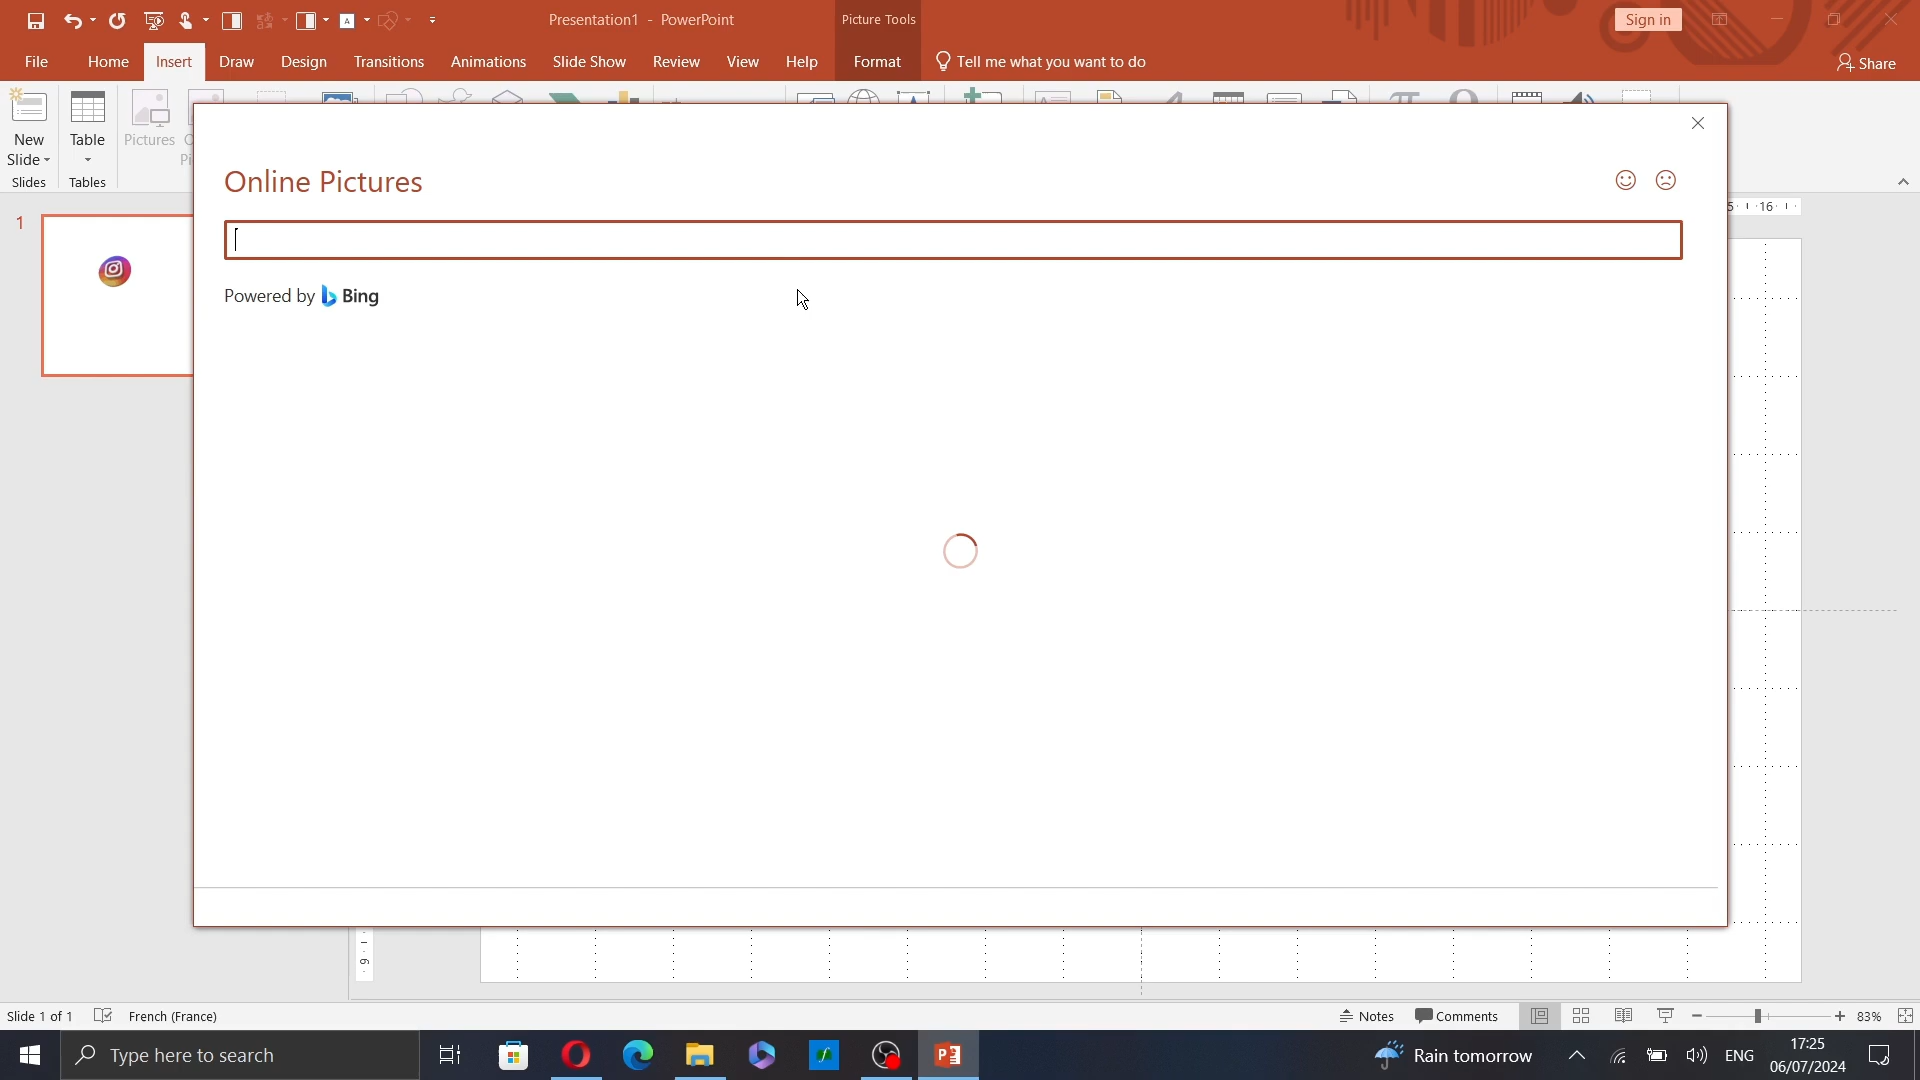 Presentation1 - PowerPoint
Picture Tools
Sign in
File Home Insert Draw Design Transitions Animations Slide Show Review View Help Format Tell me what you want to do Share
New Slide
Table
Pictures
Slides
Tables
Online Pictures
Powered by Bing
1
16
6
Slide 1 of 1 French (France) Notes Comments 83%
Type here to search
Rain tomorrow
ENG
17:25
06/07/2024